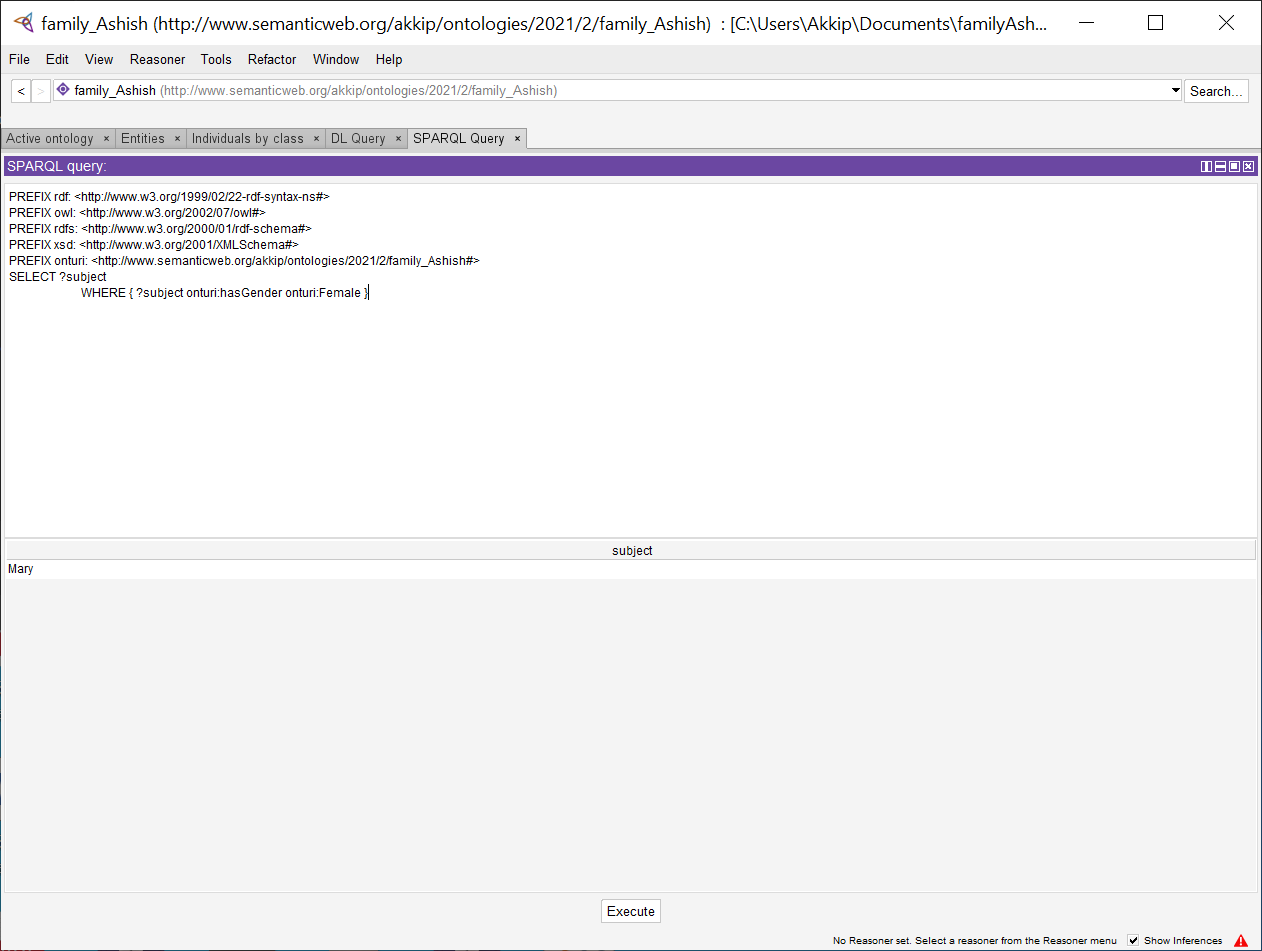 family_Ashish (http://www.semanticweb.org/akkip/ontologies/2021/2/family_Ashish)  : [C:\Users\Akkip\Documents\familyAsh...
File Edit View Reasoner Tools Refactor Window Help
< > family_Ashish (http://www.semanticweb.org/akkip/ontologies/2021/2/family_Ashish) Search...
Active ontology × Entities × Individuals by class × DL Query × SPARQL Query ×
SPARQL query:
PREFIX rdf: <http://www.w3.org/1999/02/22-rdf-syntax-ns#>
PREFIX owl: <http://www.w3.org/2002/07/owl#>
PREFIX rdfs: <http://www.w3.org/2000/01/rdf-schema#>
PREFIX xsd: <http://www.w3.org/2001/XMLSchema#>
PREFIX onturi: <http://www.semanticweb.org/akkip/ontologies/2021/2/family_Ashish#>
SELECT ?subject
WHERE { ?subject onturi:hasGender onturi:Female }
subject
Mary
Execute
No Reasoner set. Select a reasoner from the Reasoner menu Show Inferences